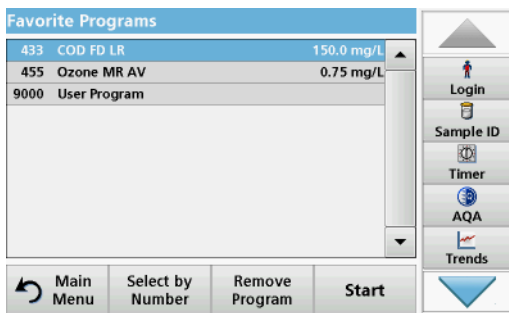 Favorite Programs
433 COD FD LR 150.0 mg/L
455 Ozone MR AV 0.75 mg/L
9000 User Program
Login
Sample ID
Timer
AQA
Trends
Main Menu
Select by Number
Remove Program
Start